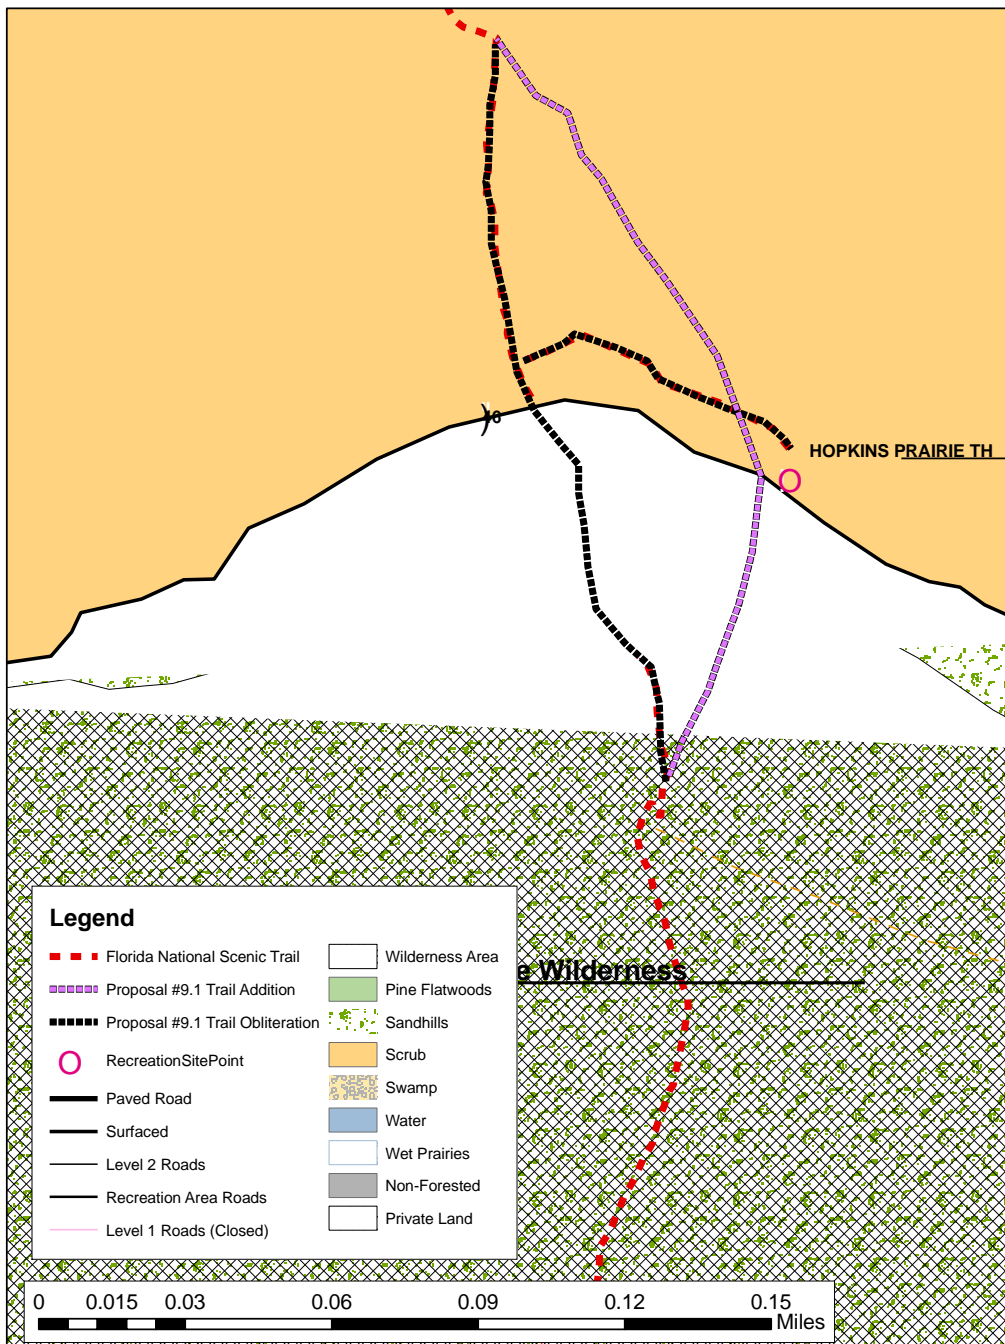 HOPKINS PRAIRIE TH
Legend
Florida National Scenic Trail
Proposal #9.1 Trail Addition
Proposal #9.1 Trail Obliteration
RecreationSitePoint
Paved Road
Surfaced
Level 2 Roads
Recreation Area Roads
Level 1 Roads (Closed)
Wilderness Area
e Wilderness
Pine Flatwoods
Sandhills
Scrub
Swamp
Water
Wet Prairies
Non-Forested
Private Land
0 0.015 0.03 0.06 0.09 0.12 0.15
Miles